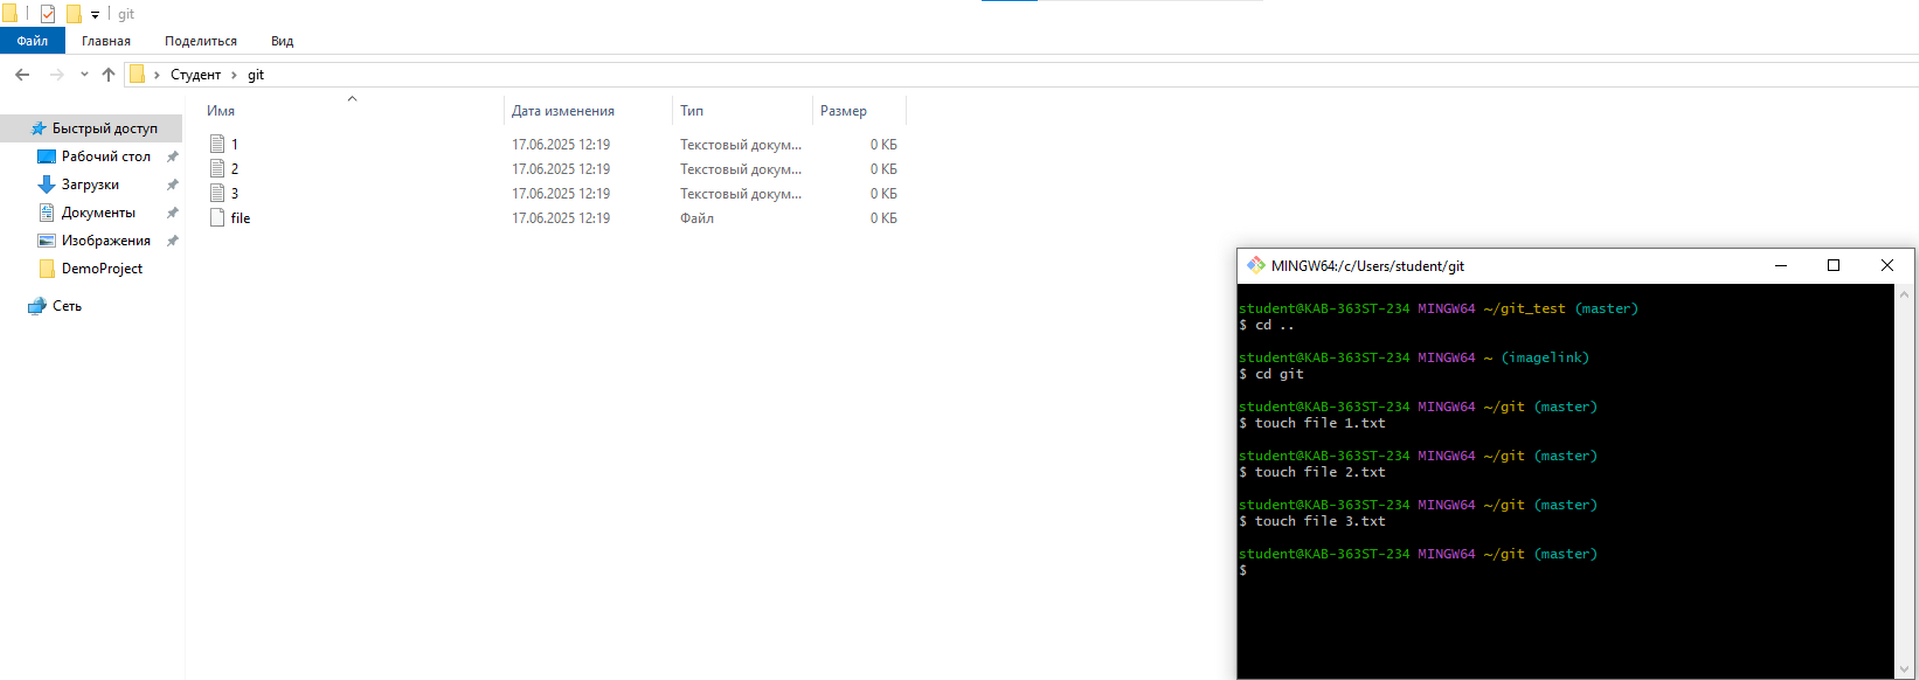 git
Файл Главная Поделиться Вид
Студент git
Имя Дата изменения Тип Размер
Быстрый доступ
Рабочий стол
Загрузки
Документы
Изображения
DemoProject
Сеть
1 17.06.2025 12:19 Текстовый докум... 0 КБ
2 17.06.2025 12:19 Текстовый докум... 0 КБ
3 17.06.2025 12:19 Текстовый докум... 0 КБ
file 17.06.2025 12:19 Файл 0 КБ
MINGW64:/c/Users/student/git
student@KAB-363ST-234 MINGW64 ~/git_test (master)
$ cd ..
student@KAB-363ST-234 MINGW64 ~ (imagelink)
$ cd git
student@KAB-363ST-234 MINGW64 ~/git (master)
$ touch file 1.txt
student@KAB-363ST-234 MINGW64 ~/git (master)
$ touch file 2.txt
student@KAB-363ST-234 MINGW64 ~/git (master)
$ touch file 3.txt
student@KAB-363ST-234 MINGW64 ~/git (master)
$